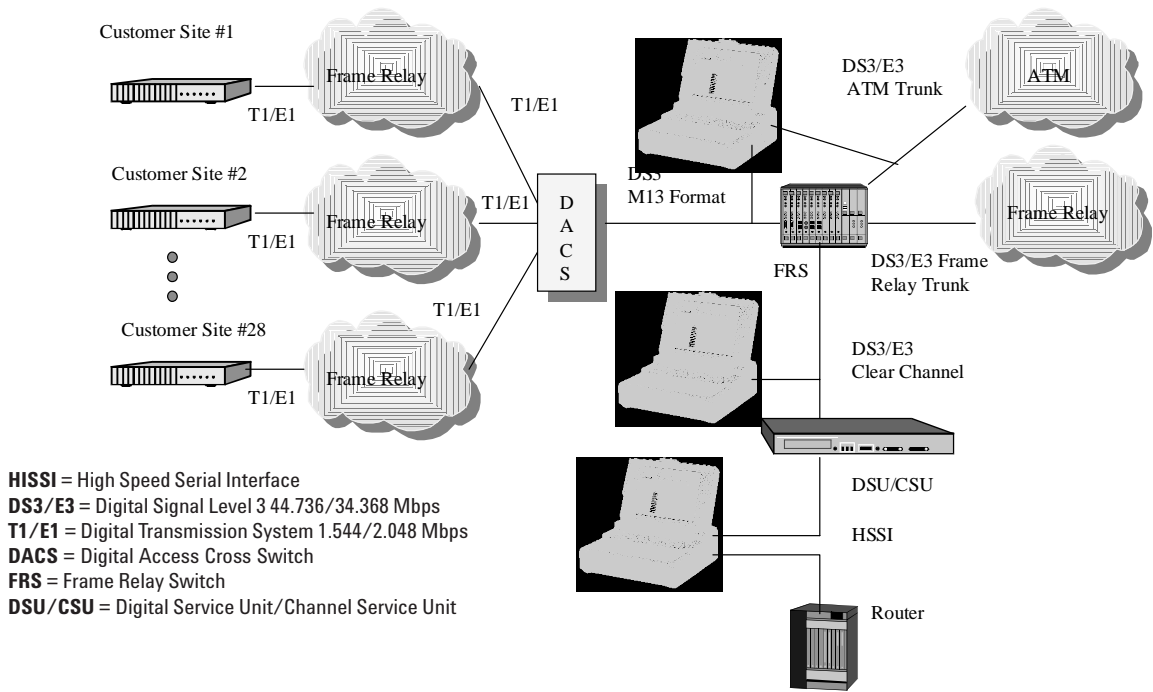 Customer Site #1
Frame Relay
T1/E1
T1/E1
DS3/E3
ATM Trunk
ATM
Customer Site #2
Frame Relay
T1/E1
T1/E1
D
A
C
S
DS3
M13 Format
Frame Relay
FRS
DS3/E3 Frame
Relay Trunk
Customer Site #28
Frame Relay
T1/E1
T1/E1
DS3/E3
Clear Channel
DSU/CSU
HSSI
Router
HISSI = High Speed Serial Interface
DS3/E3 = Digital Signal Level 3 44.736/34.368 Mbps
T1/E1 = Digital Transmission System 1.544/2.048 Mbps
DACS = Digital Access Cross Switch
FRS = Frame Relay Switch
DSU/CSU = Digital Service Unit/Channel Service Unit